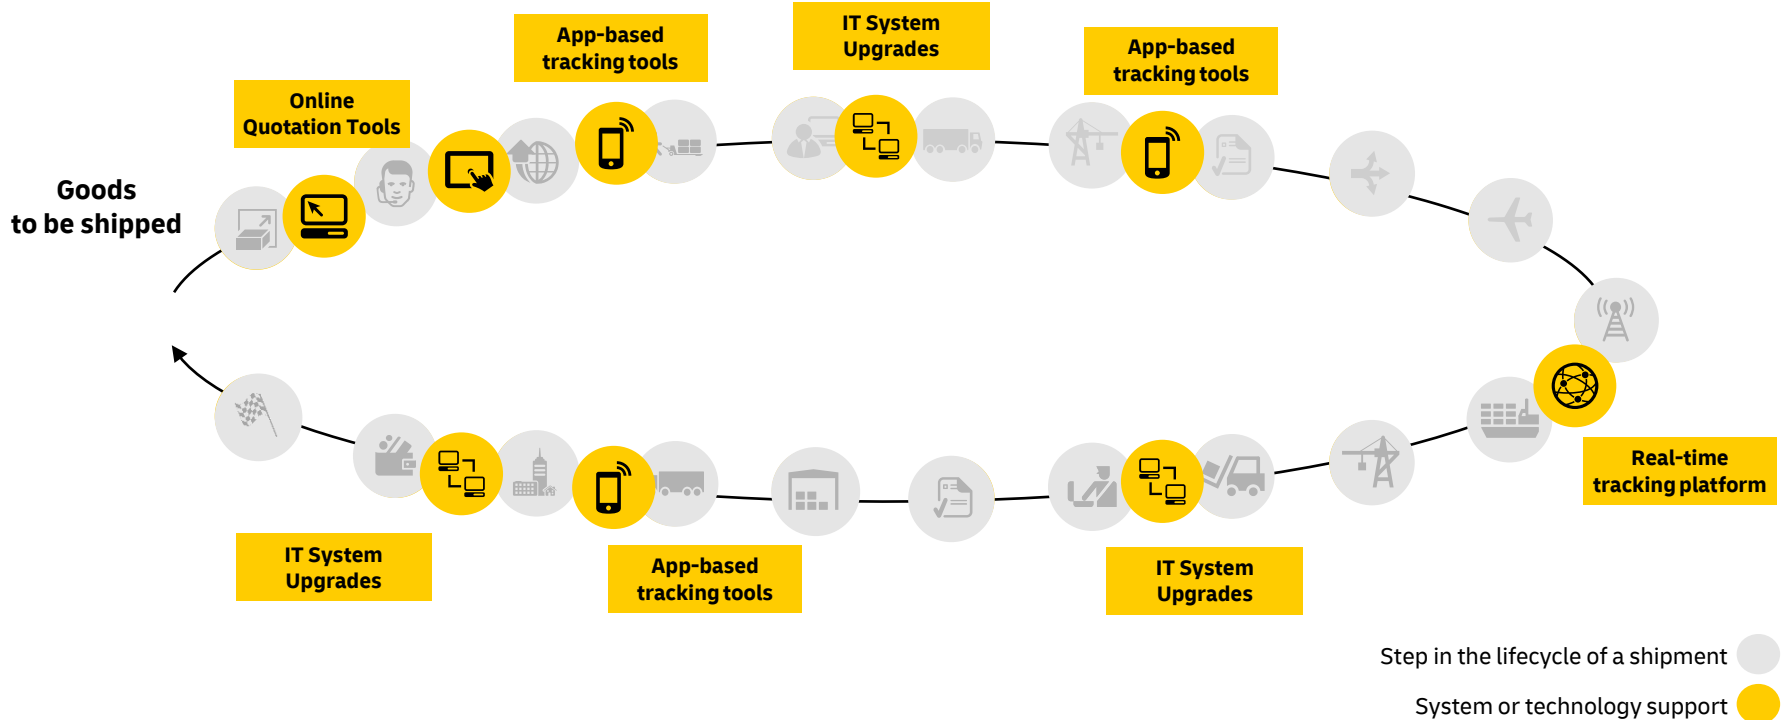 App-based
tracking tools
IT System
Upgrades
App-based
tracking tools
Online
Quotation Tools
Goods
to be shipped
Real-time
tracking platform
IT System
Upgrades
App-based
tracking tools
IT System
Upgrades
Step in the lifecycle of a shipment
System or technology support